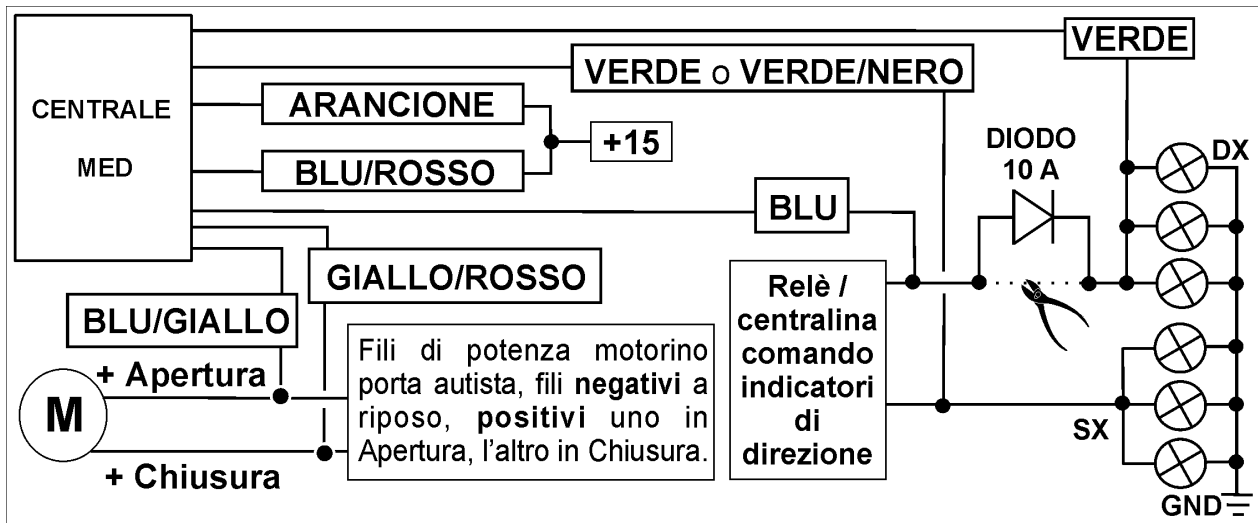 VERDE
VERDE o VERDE/NERO
CENTRALE
MED
ARANCIONE
+15
BLU/ROSSO
DIODO
10 A
DX
BLU
GIALLO/ROSSO
BLU/GIALLO
Relè /
centralina
comando
indicatori
di
direzione
+ Apertura
M
+ Chiusura
Fili di potenza motorino
porta autista, fili negativi a
riposo, positivi uno in
Apertura, l'altro in Chiusura.
SX
GND